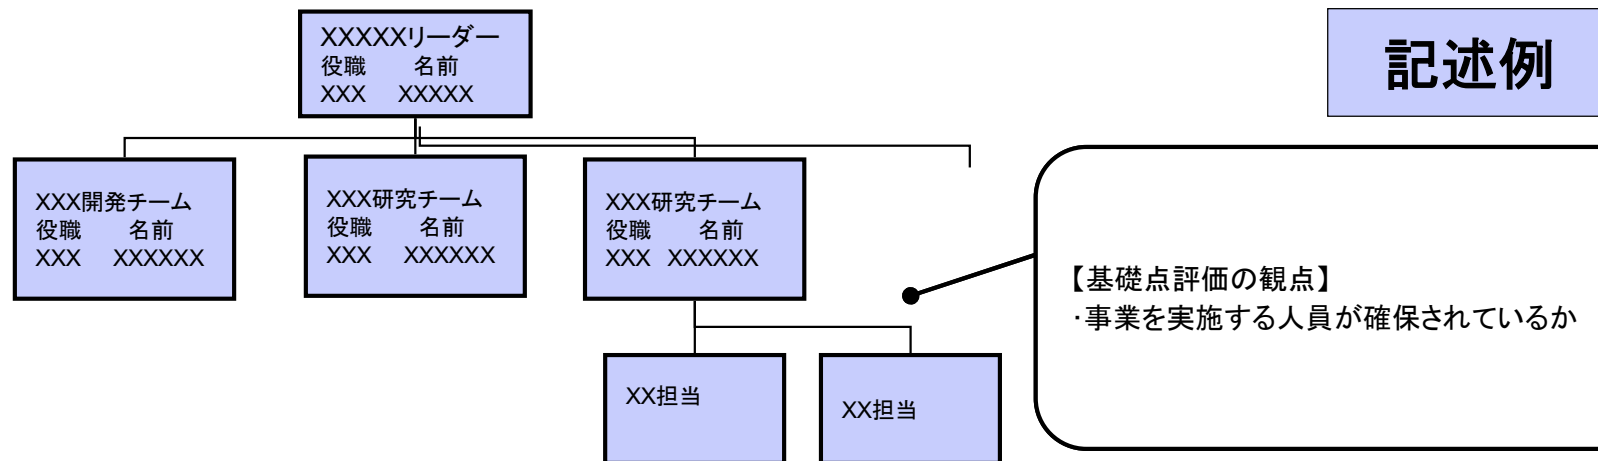 XXXXXリーダー
役職 名前
XXX XXXXX
記述例
XXX開発チーム
役職 名前
XXX XXXXXX
XXX研究チーム
役職 名前
XXX XXXXXX
XXX研究チーム
役職 名前
XXX XXXXXX
【基礎点評価の観点】
・事業を実施する人員が確保されているか
XX担当
XX担当